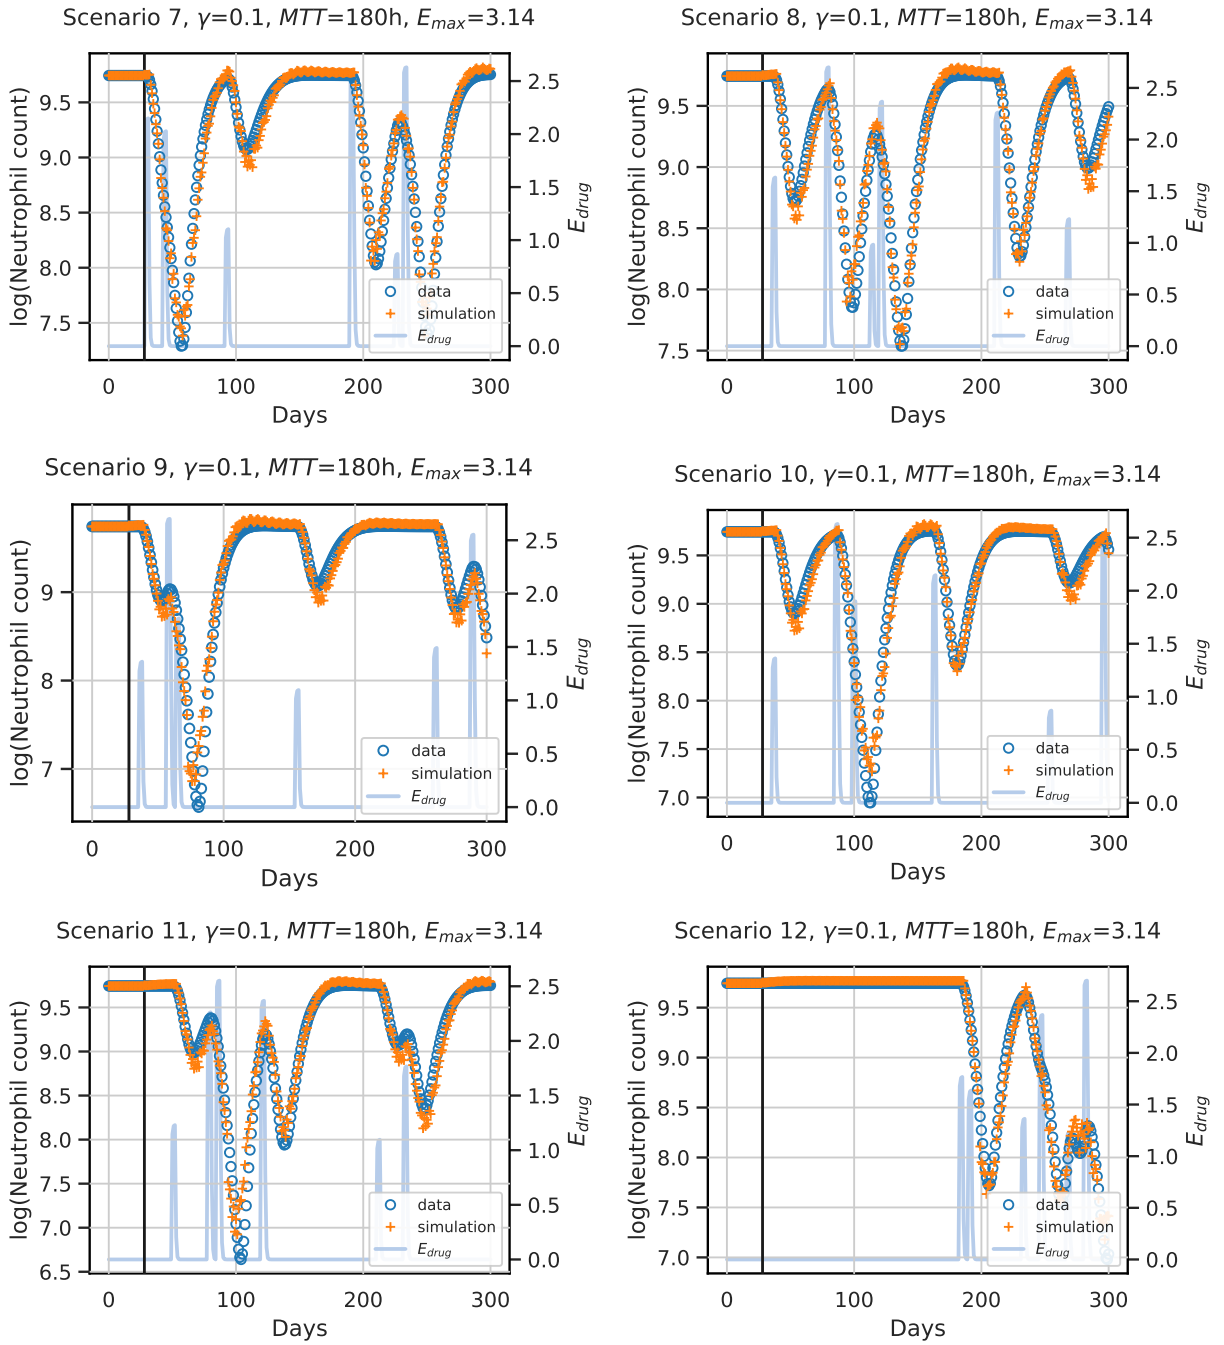 Scenario 7, γ=0.1, MTT=180h, Emax=3.14
log(Neutrophil count)
9.5
9.0
8.5
8.0
7.5
2.5
2.0
1.5
1.0
0.5
0.0
Edrug
data
simulation
Edrug
0 100 200 300
Days
Scenario 8, γ=0.1, MTT=180h, Emax=3.14
log(Neutrophil count)
9.5
9.0
8.5
8.0
7.5
2.5
2.0
1.5
1.0
0.5
0.0
Edrug
data
simulation
Edrug
0 100 200 300
Days
Scenario 9, γ=0.1, MTT=180h, Emax=3.14
log(Neutrophil count)
9
8
7
2.5
2.0
1.5
1.0
0.5
0.0
Edrug
data
simulation
Edrug
0 100 200 300
Days
Scenario 10, γ=0.1, MTT=180h, Emax=3.14
log(Neutrophil count)
9.5
9.0
8.5
8.0
7.5
7.0
2.5
2.0
1.5
1.0
0.5
0.0
Edrug
data
simulation
Edrug
0 100 200 300
Days
Scenario 11, γ=0.1, MTT=180h, Emax=3.14
log(Neutrophil count)
9.5
9.0
8.5
8.0
7.5
7.0
6.5
2.5
2.0
1.5
1.0
0.5
0.0
Edrug
data
simulation
Edrug
0 100 200 300
Days
Scenario 12, γ=0.1, MTT=180h, Emax=3.14
log(Neutrophil count)
9.5
9.0
8.5
8.0
7.5
7.0
2.5
2.0
1.5
1.0
0.5
0.0
Edrug
data
simulation
Edrug
0 100 200 300
Days